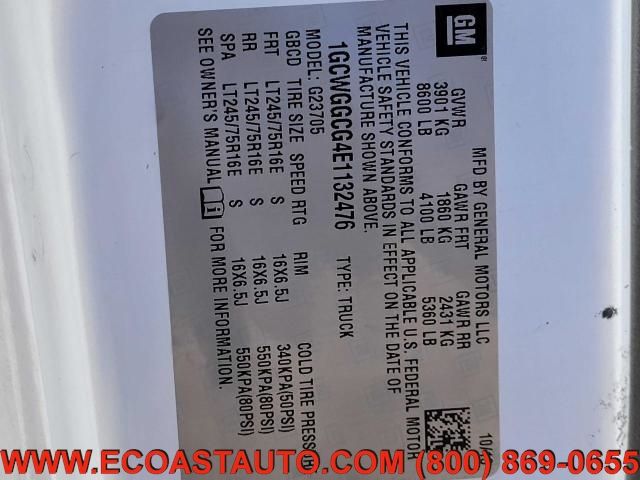 GM
MFD BY GENERAL MOTORS LLC 10/
GVWR GAWR FRT GAWR RR
3901 KG 1860 KG 2431 KG
8600 LB 4100 LB 5360 LB
THIS VEHICLE CONFORMS TO ALL APPLICABLE U.S. FEDERAL MOTOR
VEHICLE SAFETY STANDARDS IN EFFECT ON THE DATE OF
MANUFACTURE SHOWN ABOVE.
1GCWGGCG4E1132476 TYPE: TRUCK
MODEL: G23705
GBCD TIRE SIZE SPEED RTG RIM COLD TIRE
FRT LT245/75R16E S 16X6.5J 340KPA(50PSI)
RR LT245/75R16E S 16X6.5J 550KPA(80PSI)
SPA LT245/75R16E S 16X6.5J 550KPA(80PSI)
SEE OWNER'S MANUAL i FOR MORE INFORMATION.
WWW.ECOASTAUTO.COM (800) 869-0655